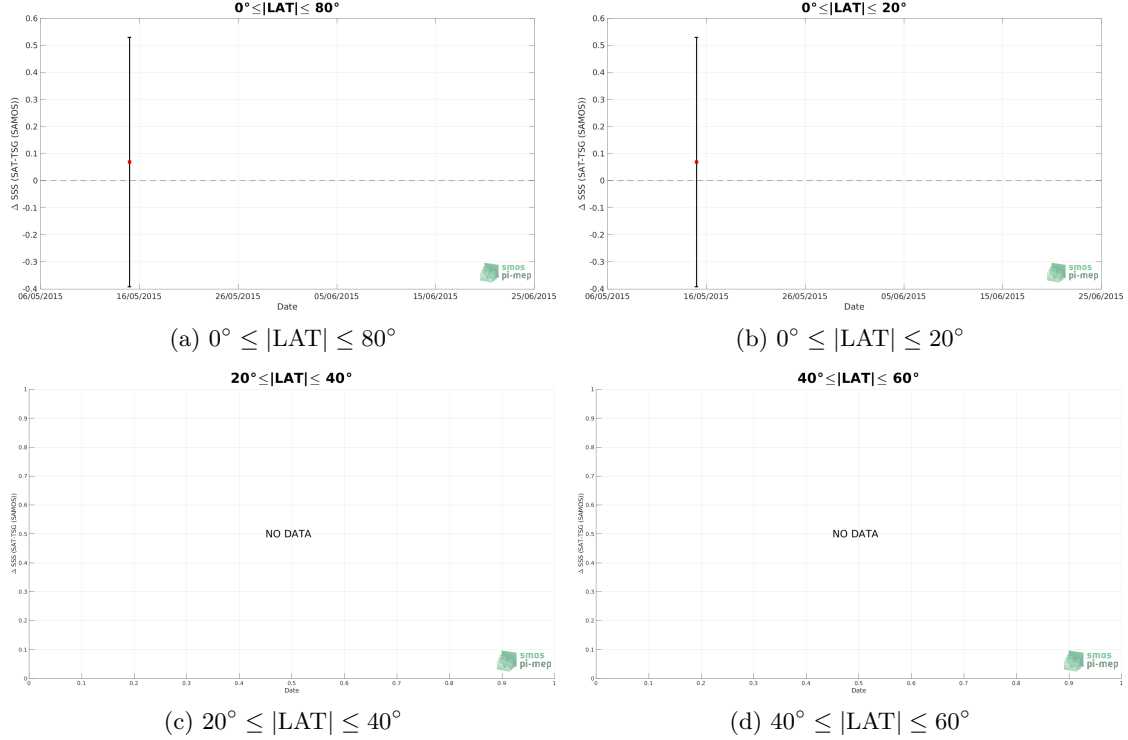 0°≤|LAT|≤ 80°
0.6
0.5
0.4
0.3
0.2
0.1
0
-0.1
-0.2
-0.3
-0.4
Δ SSS (SAT-TSG (SAMOS))
06/05/2015 16/05/2015 26/05/2015 05/06/2015 15/06/2015 25/06/2015
Date
smos
pi-mep
(a) 0° ≤ |LAT| ≤ 80°
0°≤|LAT|≤ 20°
0.6
0.5
0.4
0.3
0.2
0.1
0
-0.1
-0.2
-0.3
-0.4
Δ SSS (SAT-TSG (SAMOS))
06/05/2015 16/05/2015 26/05/2015 05/06/2015 15/06/2015 25/06/2015
Date
smos
pi-mep
(b) 0° ≤ |LAT| ≤ 20°
20°≤|LAT|≤ 40°
1
0.9
0.8
0.7
0.6
0.5
0.4
0.3
0.2
0.1
0
Δ SSS (SAT-TSG (SAMOS))
NO DATA
0 0.1 0.2 0.3 0.4 0.5 0.6 0.7 0.8 0.9 1
Date
smos
pi-mep
(c) 20° ≤ |LAT| ≤ 40°
40°≤|LAT|≤ 60°
1
0.9
0.8
0.7
0.6
0.5
0.4
0.3
0.2
0.1
0
Δ SSS (SAT-TSG (SAMOS))
NO DATA
0 0.1 0.2 0.3 0.4 0.5 0.6 0.7 0.8 0.9 1
Date
smos
pi-mep
(d) 40° ≤ |LAT| ≤ 60°